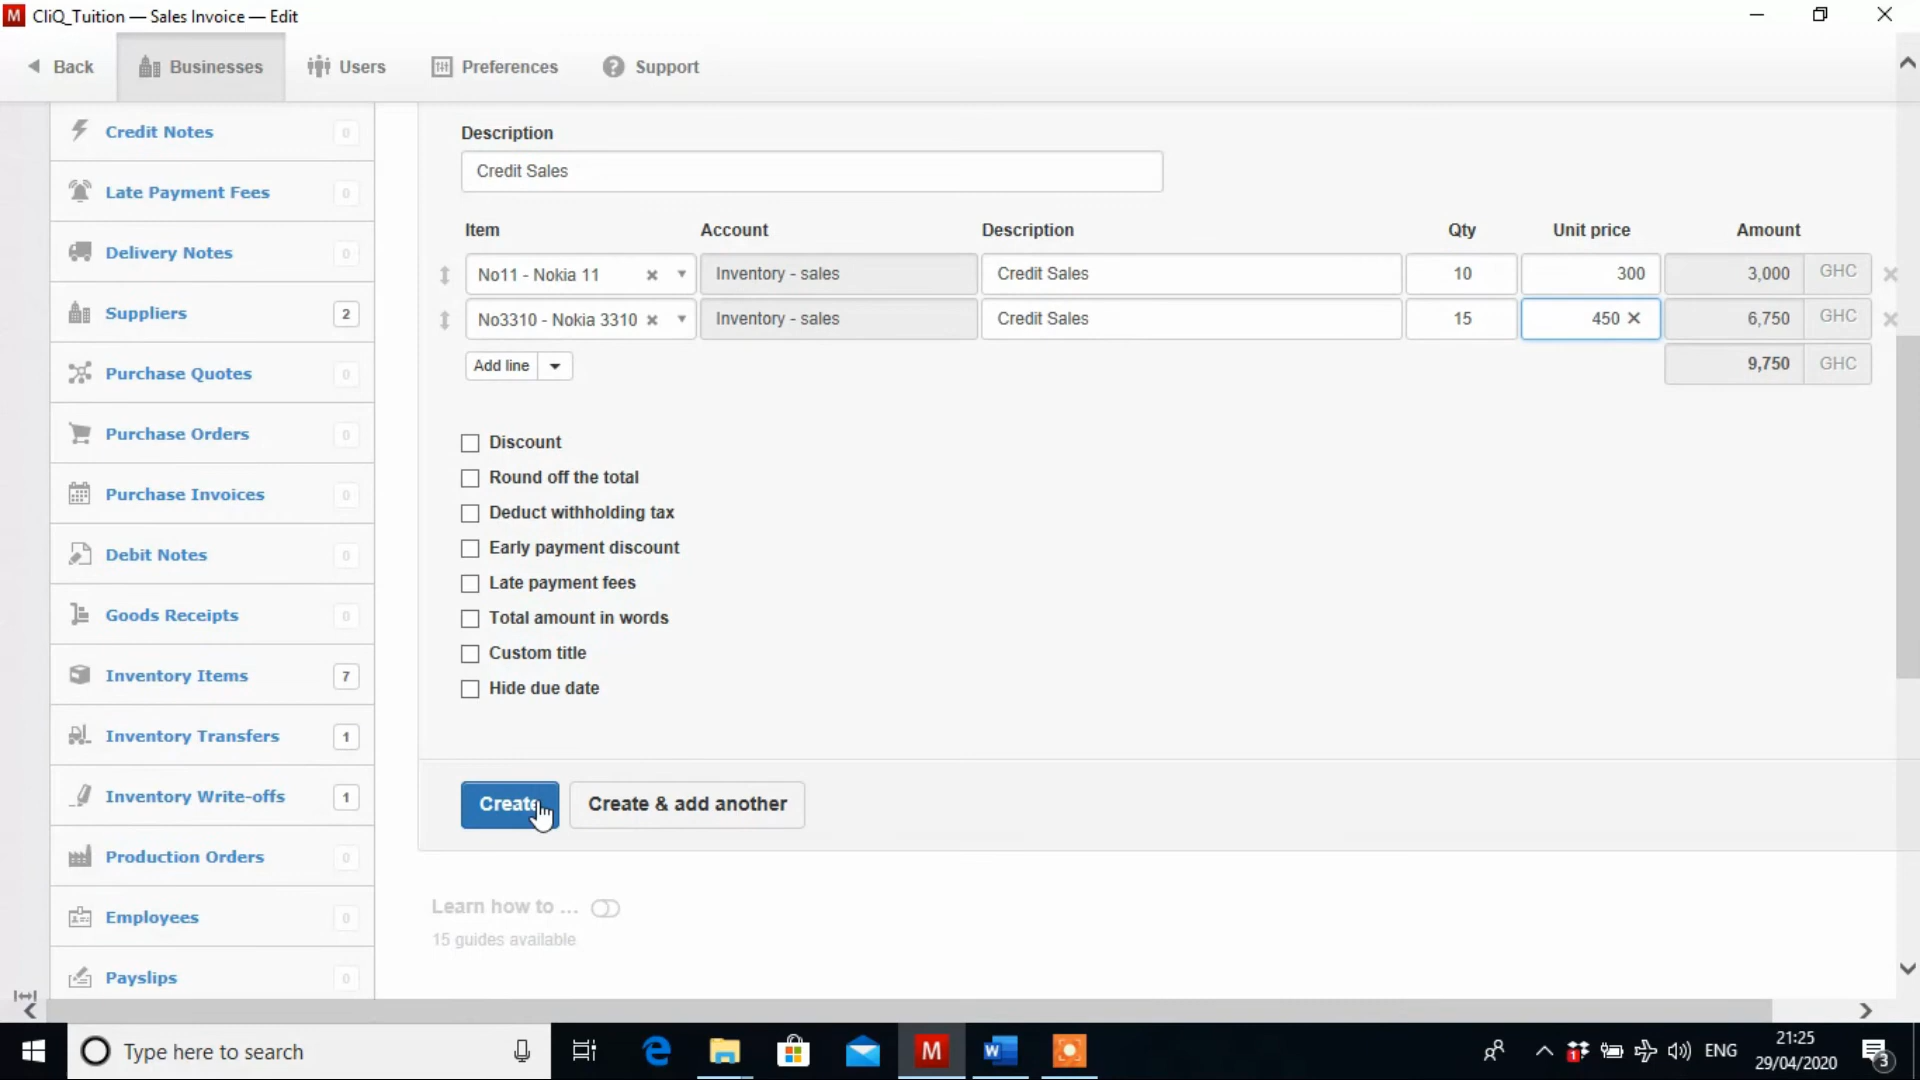 M CliQ_Tuition — Sales Invoice — Edit
Back Businesses Users Preferences Support
Credit Notes 0
Late Payment Fees 0
Delivery Notes 0
Suppliers 2
Purchase Quotes 0
Purchase Orders 0
Purchase Invoices 0
Debit Notes 0
Goods Receipts 0
Inventory Items 7
Inventory Transfers 1
Inventory Write-offs 1
Production Orders 0
Employees 0
Payslips 0
Description
Credit Sales
Item Account Description Qty Unit price Amount
No11 - Nokia 11 Inventory - sales Credit Sales 10 300 3,000 GHC
No3310 - Nokia 3310 Inventory - sales Credit Sales 15 450 6,750 GHC
Add line 9,750 GHC
Discount
Round off the total
Deduct withholding tax
Early payment discount
Late payment fees
Total amount in words
Custom title
Hide due date
Create Create & add another
Learn how to ...
15 guides available
Type here to search
ENG
21:25
29/04/2020
3